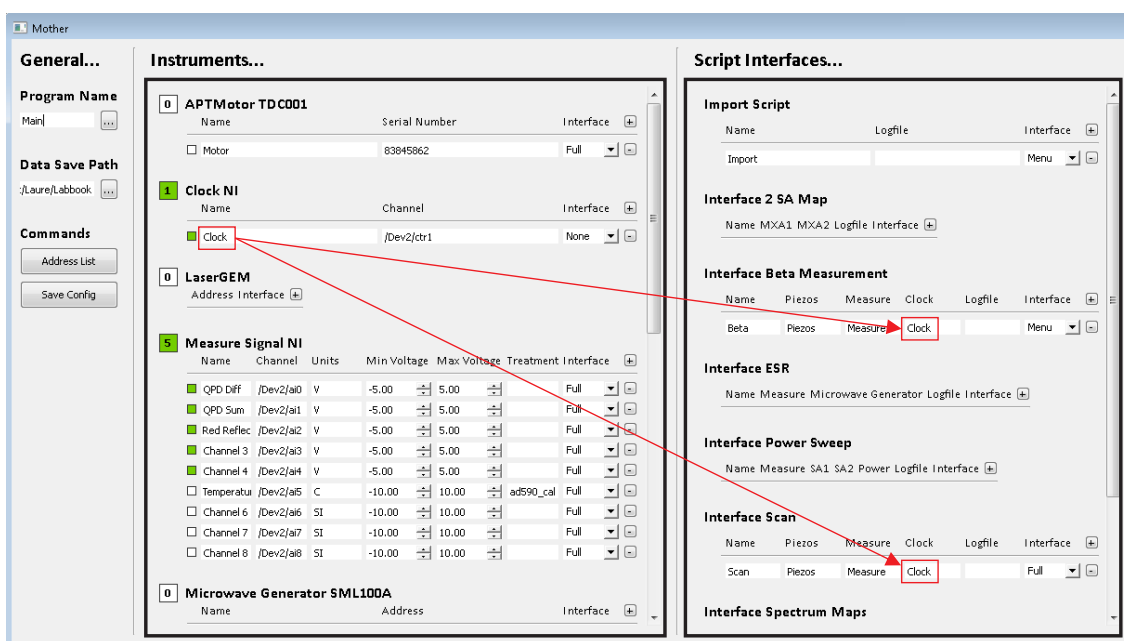 Mother
General...
Program Name
Main
...
Data Save Path
:/Laure/Labbook
...
Commands
Address List
Save Config
Instruments...
0 APTMotor TDC001
Name Serial Number Interface +
Motor 83845862 Full -
1 Clock NI
Name Channel Interface +
Clock /Dev2/ctr1 None -
0 LaserGEM
Address Interface +
5 Measure Signal NI
Name Channel Units Min Voltage Max Voltage Treatment Interface +
QPD Diff /Dev2/ai0 V -5.00 5.00 Full -
QPD Sum /Dev2/ai1 V -5.00 5.00 Full -
Red Reflec /Dev2/ai2 V -5.00 5.00 Full -
Channel 3 /Dev2/ai3 V -5.00 5.00 Full -
Channel 4 /Dev2/ai4 V -5.00 5.00 Full -
Temperatui /Dev2/ai5 C -10.00 10.00 ad590_cal Full -
Channel 6 /Dev2/ai6 SI -10.00 10.00 Full -
Channel 7 /Dev2/ai7 SI -10.00 10.00 Full -
Channel 8 /Dev2/ai8 SI -10.00 10.00 Full -
0 Microwave Generator SML100A
Name Address Interface +
Script Interfaces...
Import Script
Name Logfile Interface +
Import Menu -
Interface 2 SA Map
Name MXA1 MXA2 Logfile Interface +
Interface Beta Measurement
Name Piezos Measure Clock Logfile Interface +
Beta Piezos Measure Clock Menu -
Interface ESR
Name Measure Microwave Generator Logfile Interface +
Interface Power Sweep
Name Measure SA1 SA2 Power Logfile Interface +
Interface Scan
Name Piezos Measure Clock Logfile Interface +
Scan Piezos Measure Clock Full -
Interface Spectrum Maps